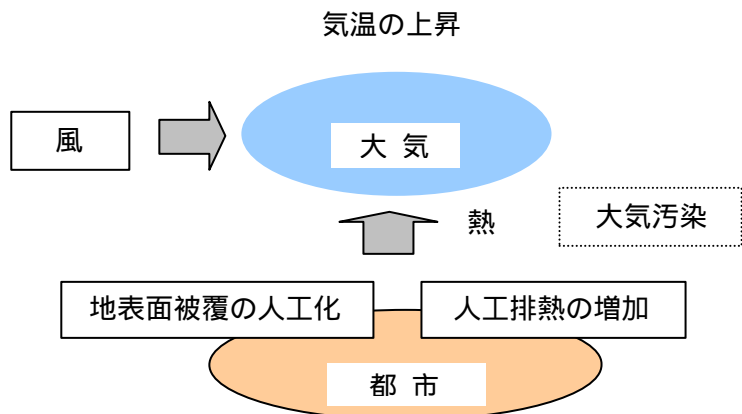 気温の上昇
風
大 気
熱
大気汚染
地表面被覆の人工化
人工排熱の増加
都 市